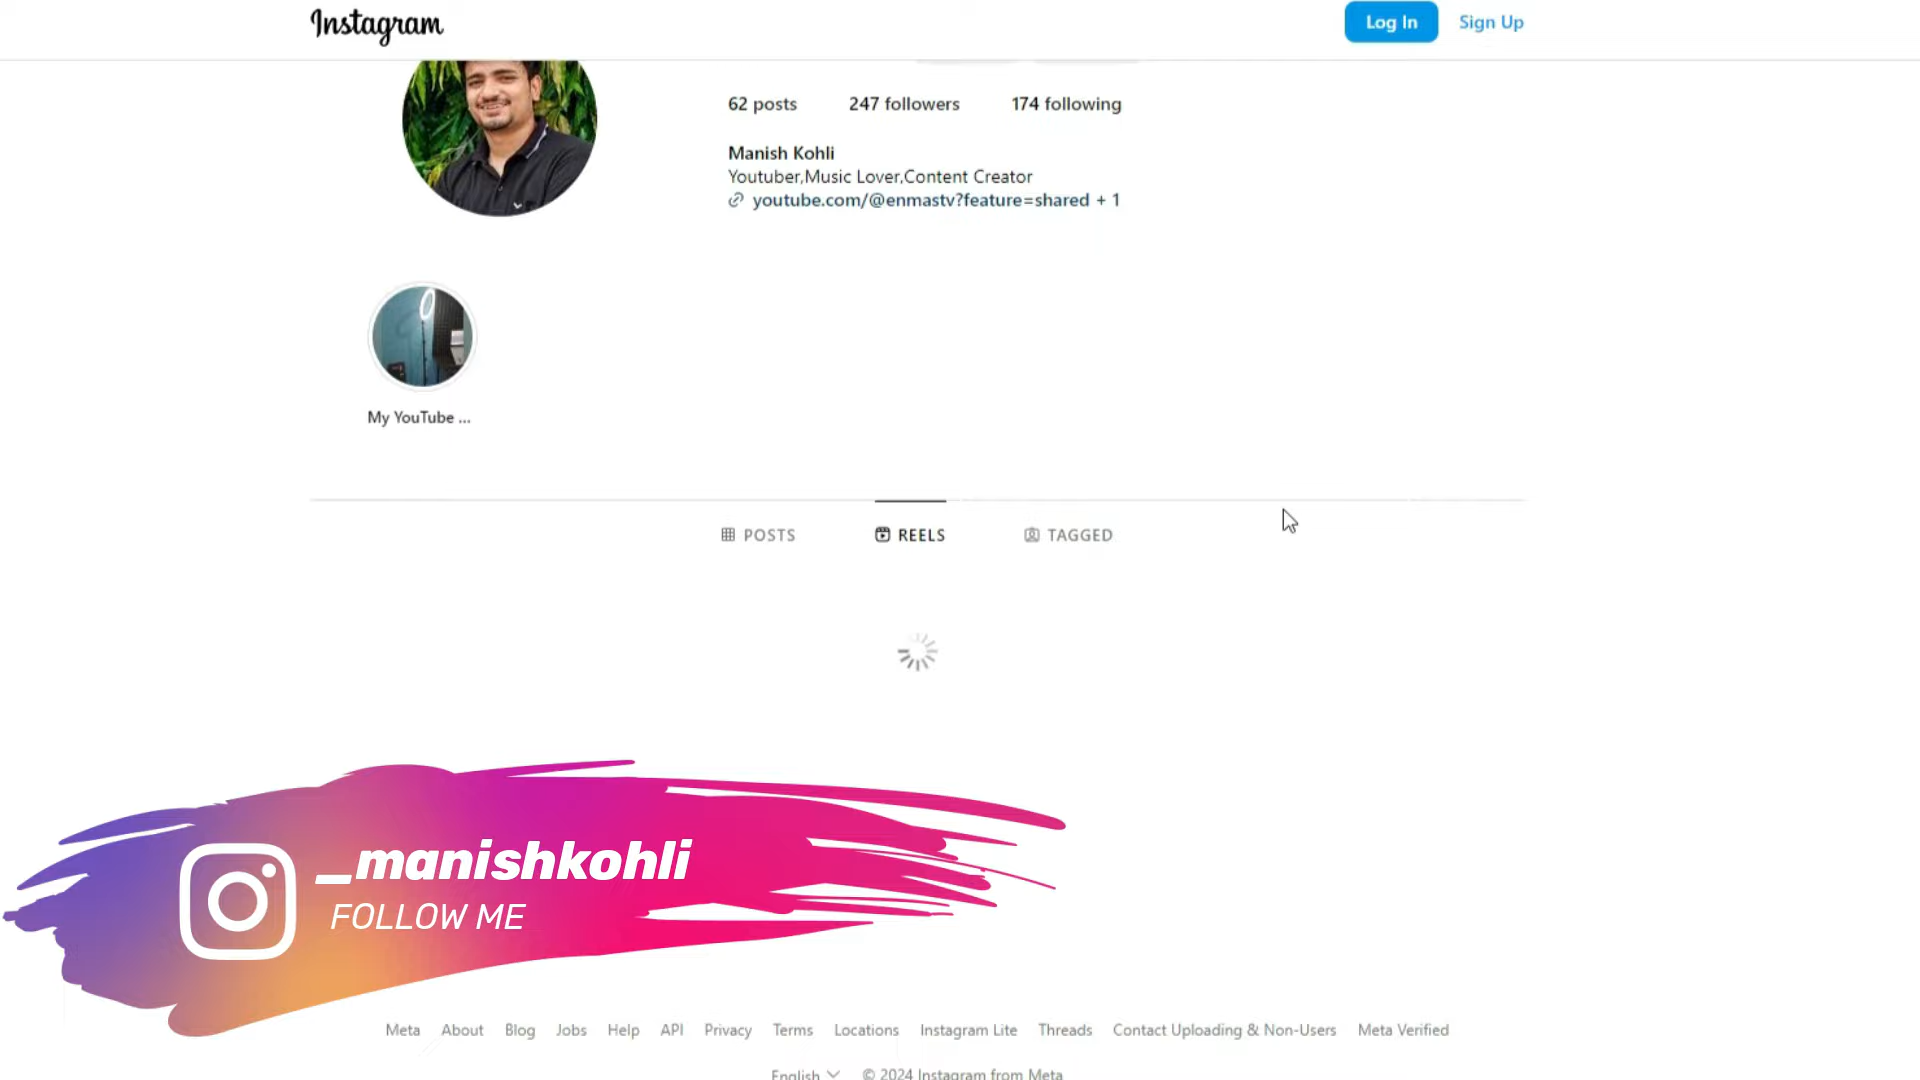 Instagram
Log In
Sign Up
62 posts
247 followers
174 following
Manish Kohli
Youtuber,Music Lover,Content Creator
youtube.com/@enmastv?feature=shared + 1
My YouTube ...
POSTS
REELS
TAGGED
_manishkohli
FOLLOW ME
Meta About Blog Jobs Help API Privacy Terms Locations Instagram Lite Threads Contact Uploading & Non-Users Meta Verified
English © 2024 Instagram from Meta